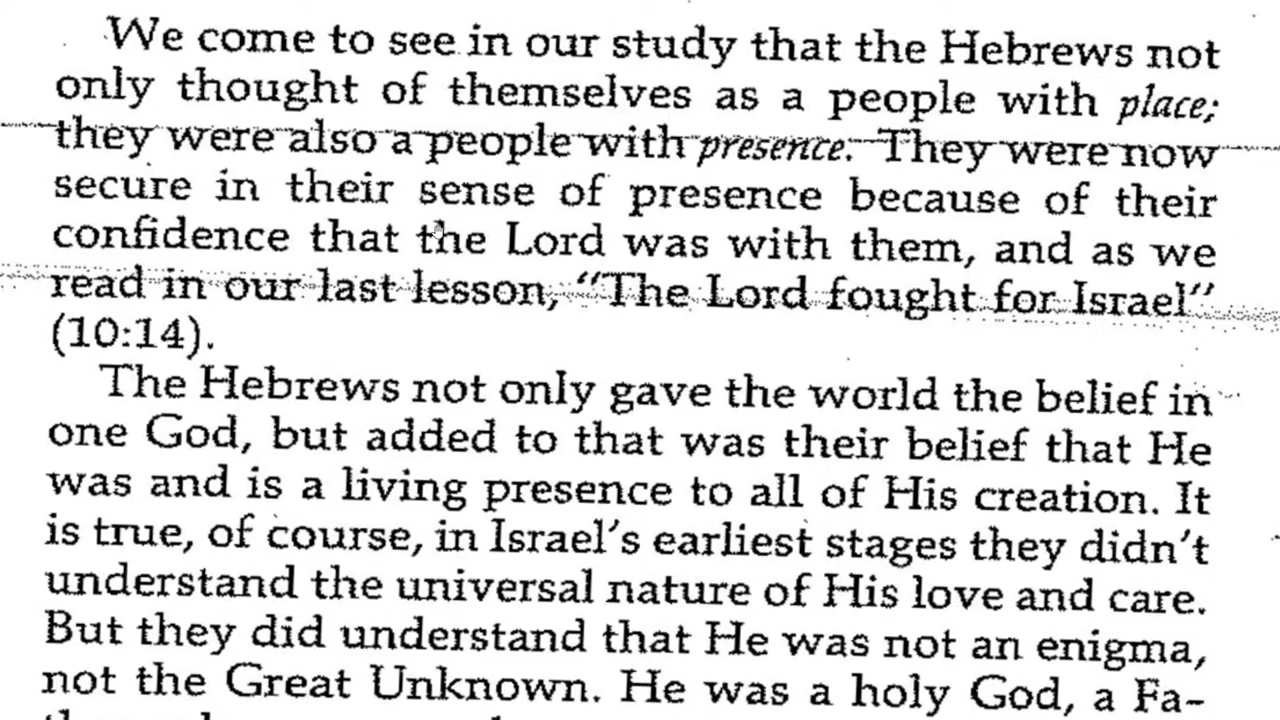 We come to see in our study that the Hebrews not
only thought of themselves as a people with place;
they were also a people with presence. They were now
secure in their sense of presence because of their
confidence that the Lord was with them, and as we
read in our last lesson, “The Lord fought for Israel”
(10:14).
The Hebrews not only gave the world the belief in
one God, but added to that was their belief that He
was and is a living presence to all of His creation. It
is true, of course, in Israel’s earliest stages they didn’t
understand the universal nature of His love and care.
But they did understand that He was not an enigma,
not the Great Unknown. He was a holy God, a Fa-